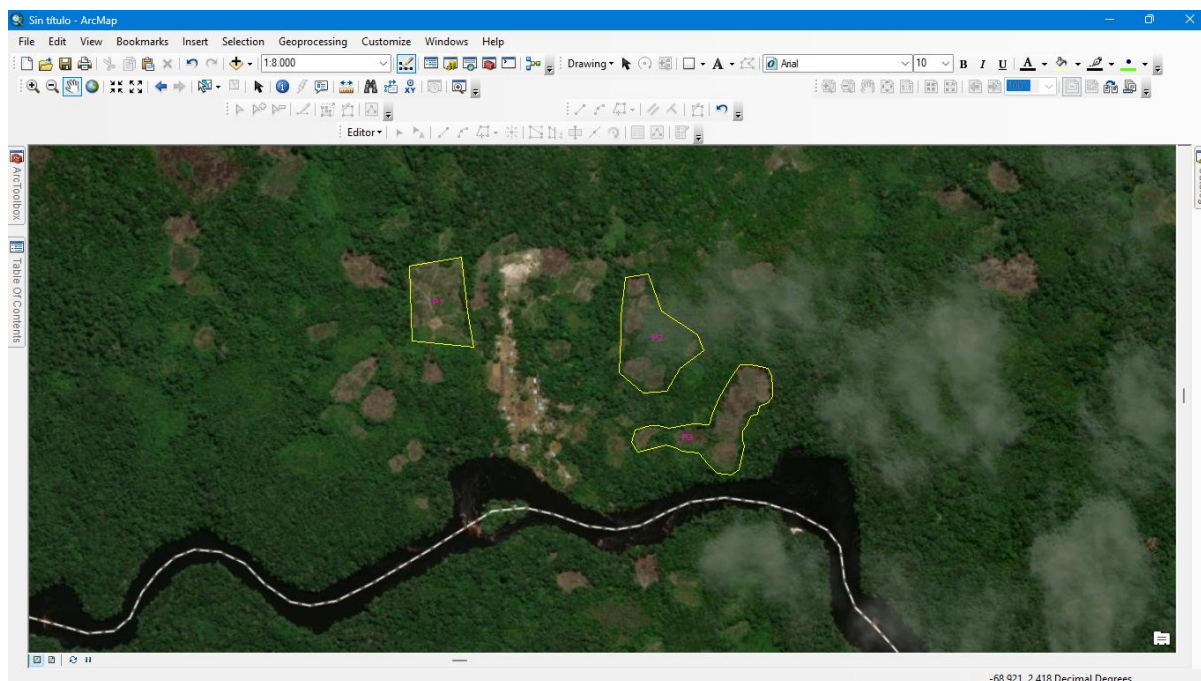 Sin título - ArcMap
File Edit View Bookmarks Insert Selection Geoprocessing Customize Windows Help
1:8.000 Drawing A Arial 10 B I U A
Editor
ArcToolbox
Table Of Contents
P1
P2
P3
-68,921 2,418 Decimal Degrees